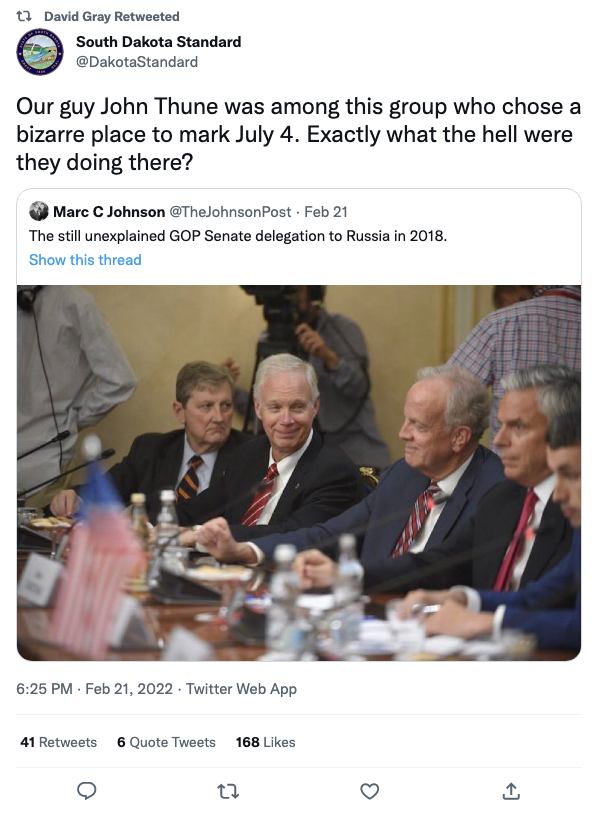 David Gray Retweeted
South Dakota Standard
@DakotaStandard
Our guy John Thune was among this group who chose a
bizarre place to mark July 4. Exactly what the hell were
they doing there?
Marc C Johnson @TheJohnsonPost · Feb 21
The still unexplained GOP Senate delegation to Russia in 2018.
Show this thread
6:25 PM · Feb 21, 2022 · Twitter Web App
41 Retweets 6 Quote Tweets 168 Likes